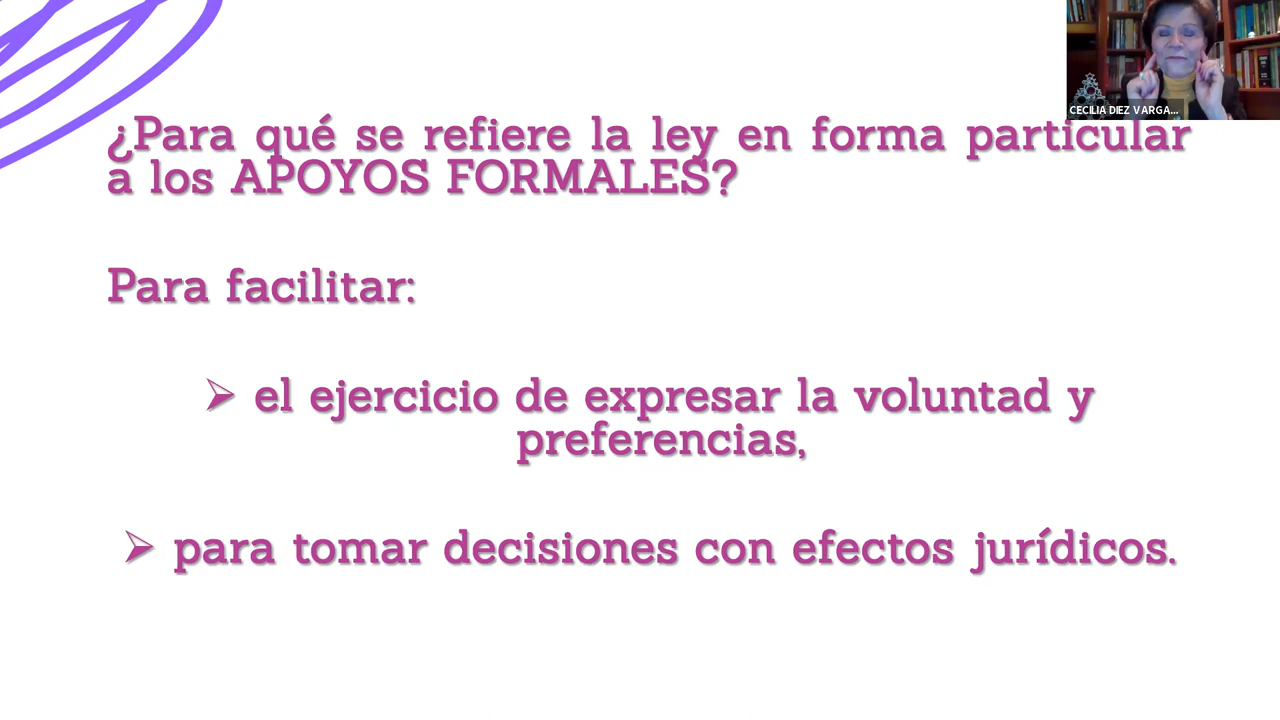 CECILIA DIEZ VARGA...
¿Para qué se refiere la ley en forma particular
a los APOYOS FORMALES?
Para facilitar:
➢ el ejercicio de expresar la voluntad y
preferencias,
➢ para tomar decisiones con efectos jurídicos.